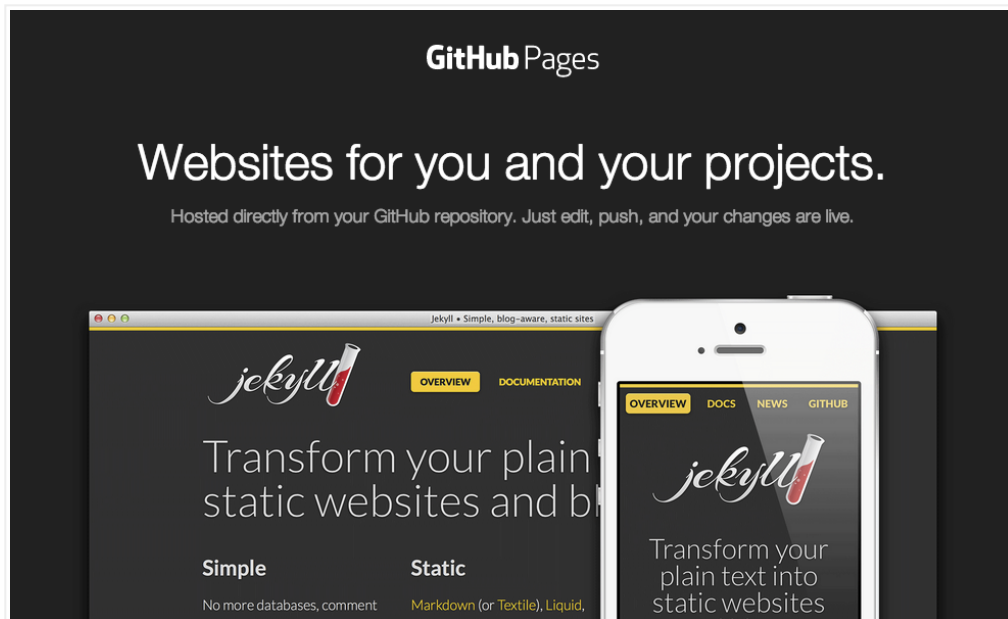 GitHub Pages
Websites for you and your projects.
Hosted directly from your GitHub repository. Just edit, push, and your changes are live.
Jekyll • Simple, blog-aware, static sites
jekyll
OVERVIEW DOCUMENTATION
Transform your plain
static websites and bl
Simple
No more databases, comment
Static
Markdown (or Textile), Liquid,
OVERVIEW DOCS NEWS GITHUB
jekyll
Transform your
plain text into
static websites